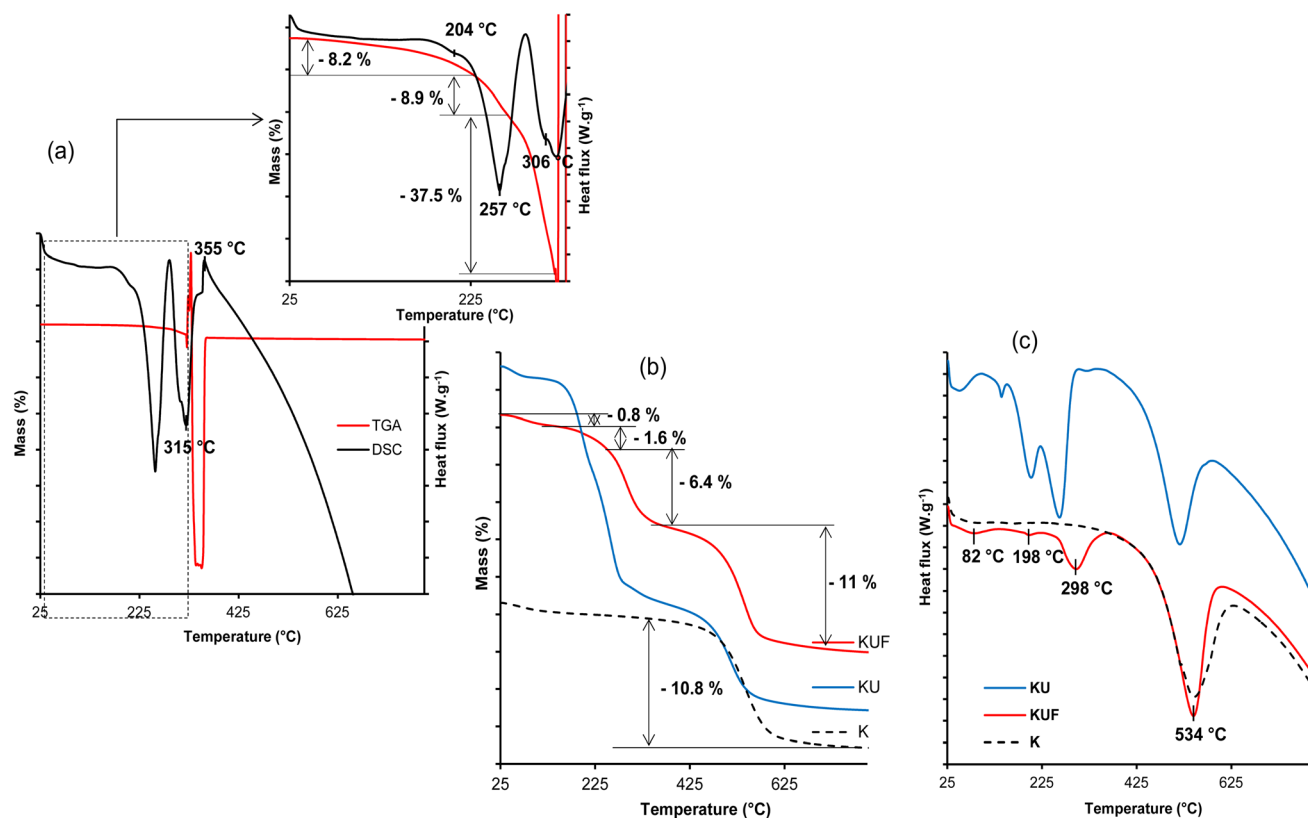 (a)
Mass (%)
204 °C
- 8.2 %
- 8.9 %
- 37.5 %
257 °C
306 °C
Heat flux (W.g-1)
25
225
Temperature (°C)
Mass (%)
355 °C
315 °C
TGA
DSC
Heat flux (W.g-1)
25
225
425
625
Temperature (°C)
(b)
Mass (%)
- 0.8 %
- 1.6 %
- 6.4 %
- 11 %
- 10.8 %
KUF
KU
K
25
225
425
625
Temperature (°C)
(c)
Heat flux (W.g-1)
82 °C
198 °C
298 °C
534 °C
KU
KUF
K
25
225
425
625
Temperature (°C)